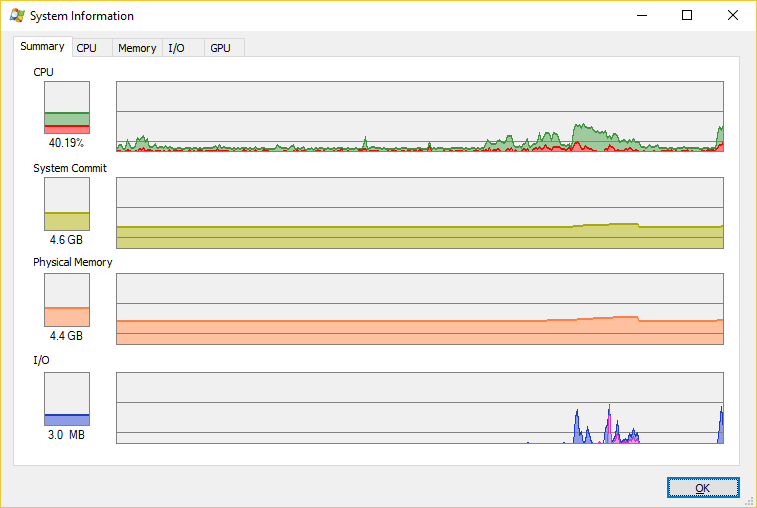 System Information
Summary CPU Memory I/O GPU
CPU
40.19%
System Commit
4.6 GB
Physical Memory
4.4 GB
I/O
3.0 MB
OK